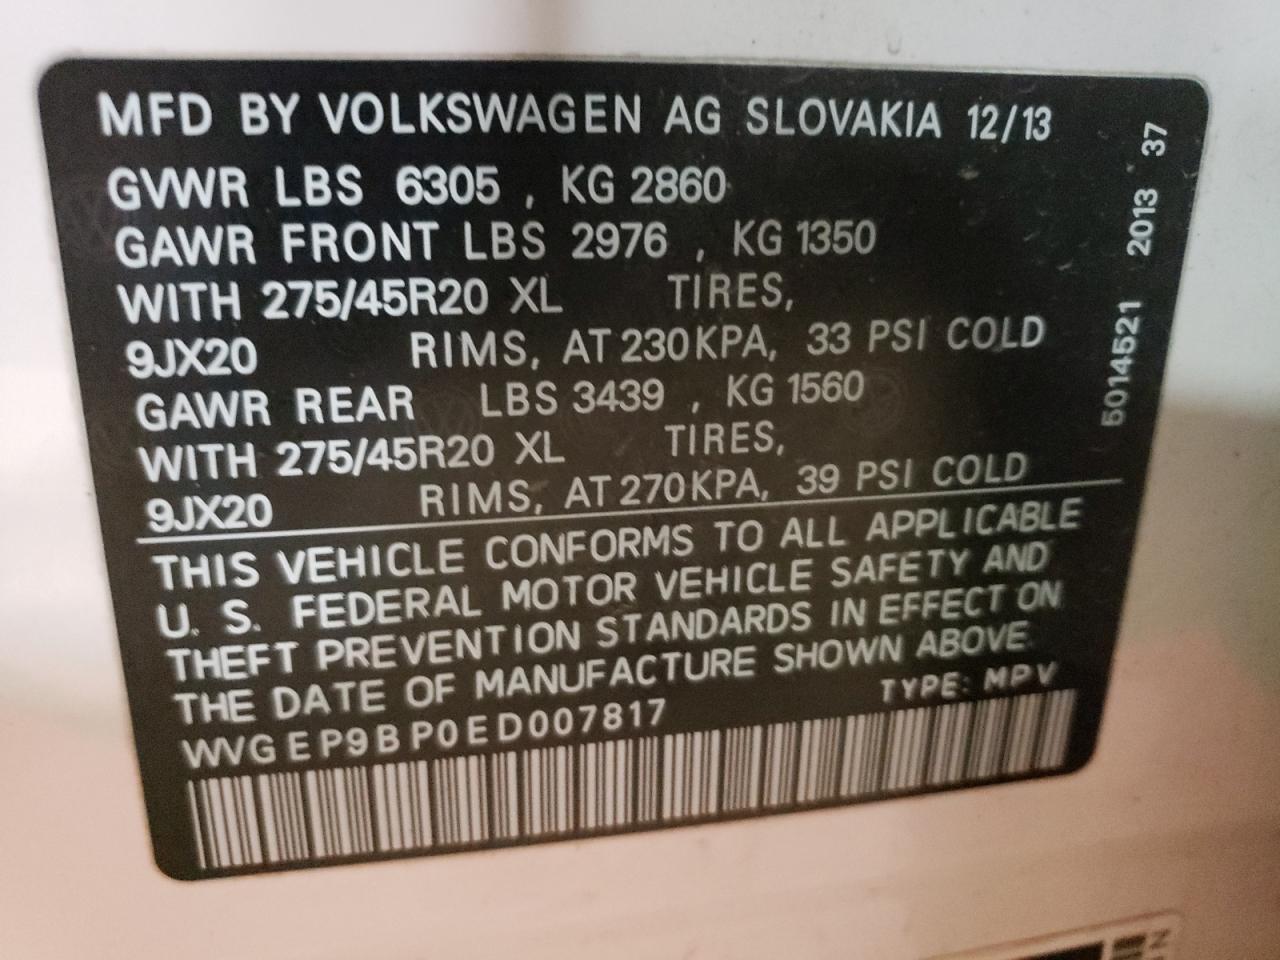 MFD BY VOLKSWAGEN AG SLOVAKIA 12/13
GVWR LBS 6305 , KG 2860
GAWR FRONT LBS 2976 , KG 1350
WITH 275/45R20 XL TIRES,
9JX20 RIMS, AT 230KPA, 33 PSI COLD
GAWR REAR LBS 3439 , KG 1560
WITH 275/45R20 XL TIRES,
9JX20 RIMS, AT 270KPA, 39 PSI COLD
THIS VEHICLE CONFORMS TO ALL APPLICABLE
U. S. FEDERAL MOTOR VEHICLE SAFETY AND
THEFT PREVENTION STANDARDS IN EFFECT ON
THE DATE OF MANUFACTURE SHOWN ABOVE.
TYPE: MPV
WVGEP9BP0ED007817
5014521 2013 37